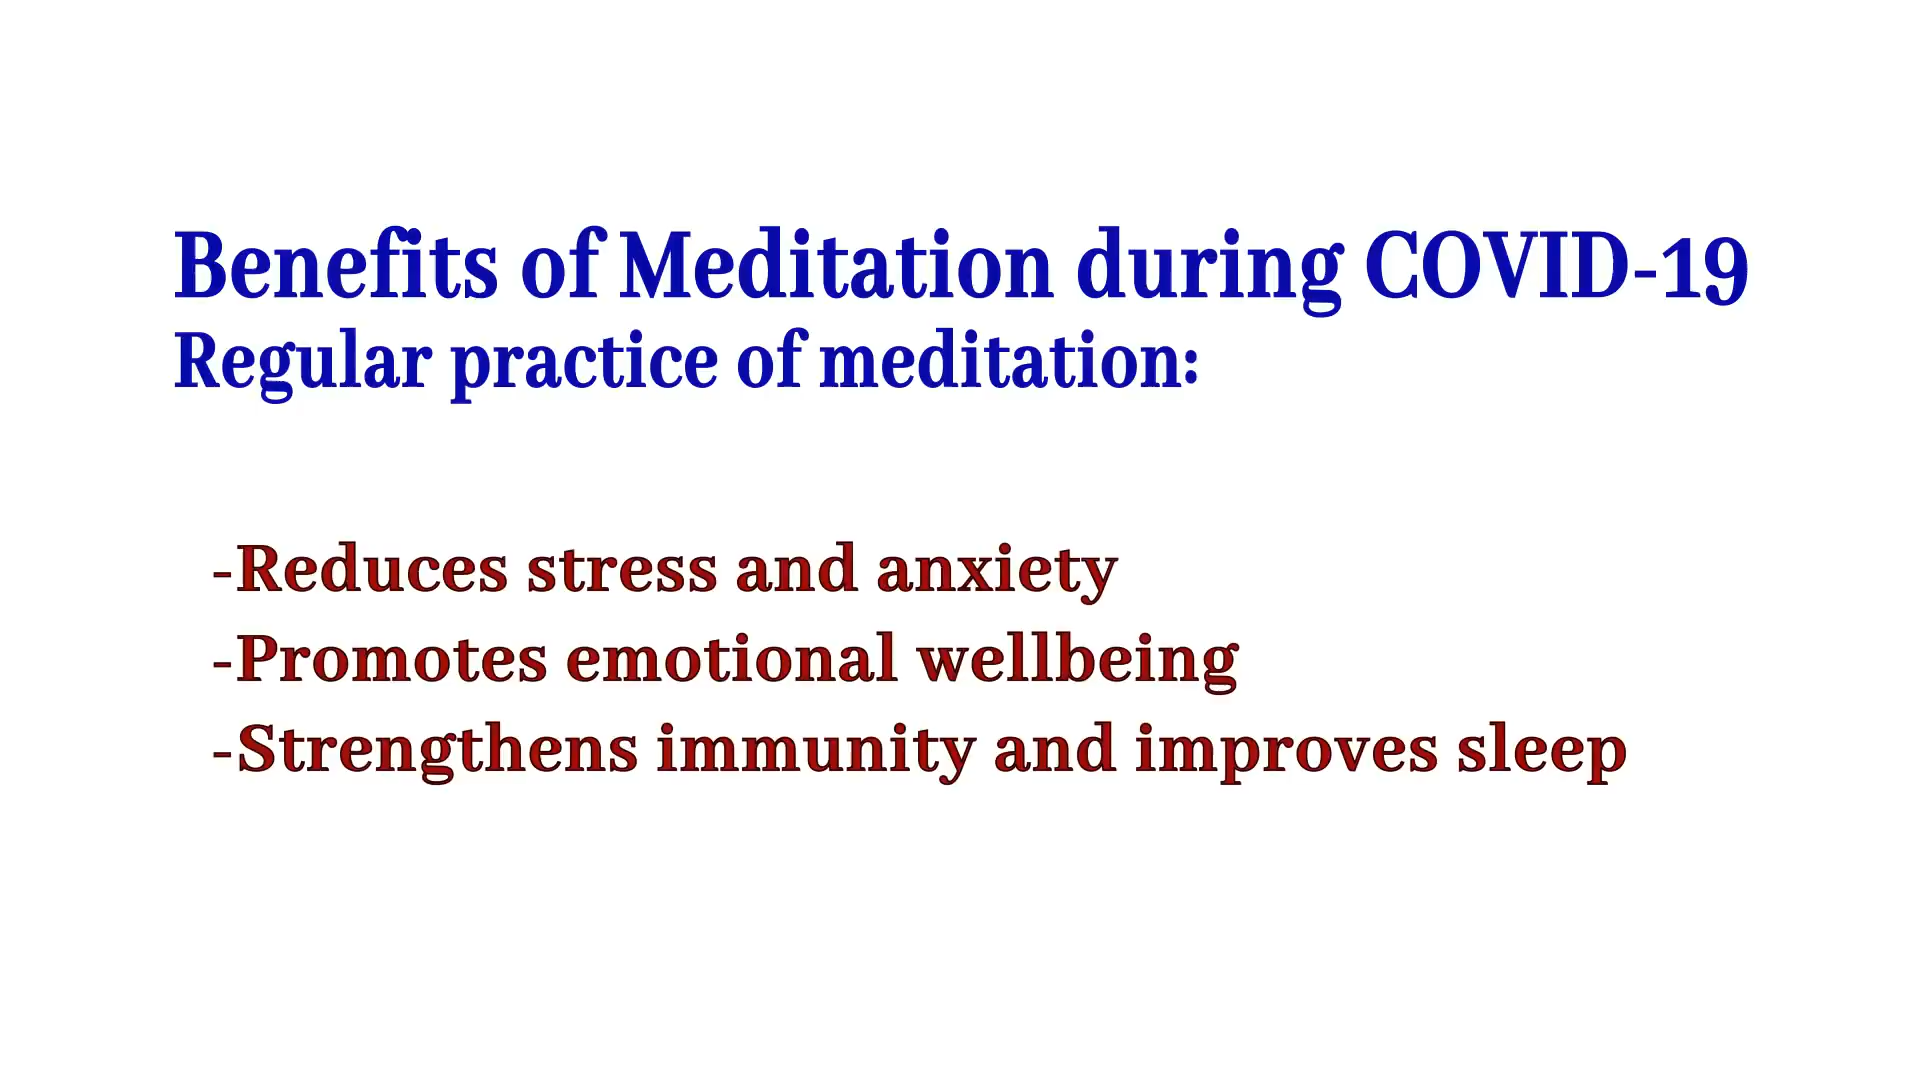 Benefits of Meditation during COVID-19
Regular practice of meditation:
-Reduces stress and anxiety
-Promotes emotional wellbeing
-Strengthens immunity and improves sleep